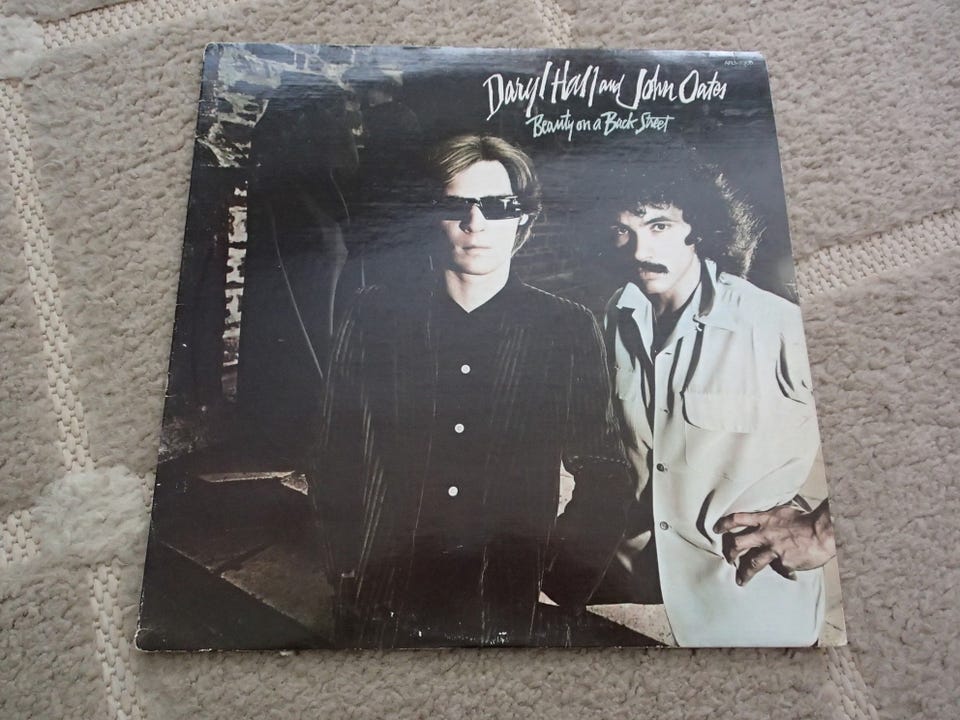 Daryl Hall and John Oates
Beauty on a Back Street